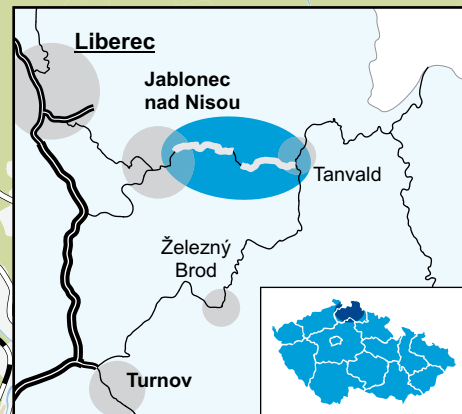 Liberec
Jablonec
nad Nisou
Tanvald
Železný
Brod
Turnov